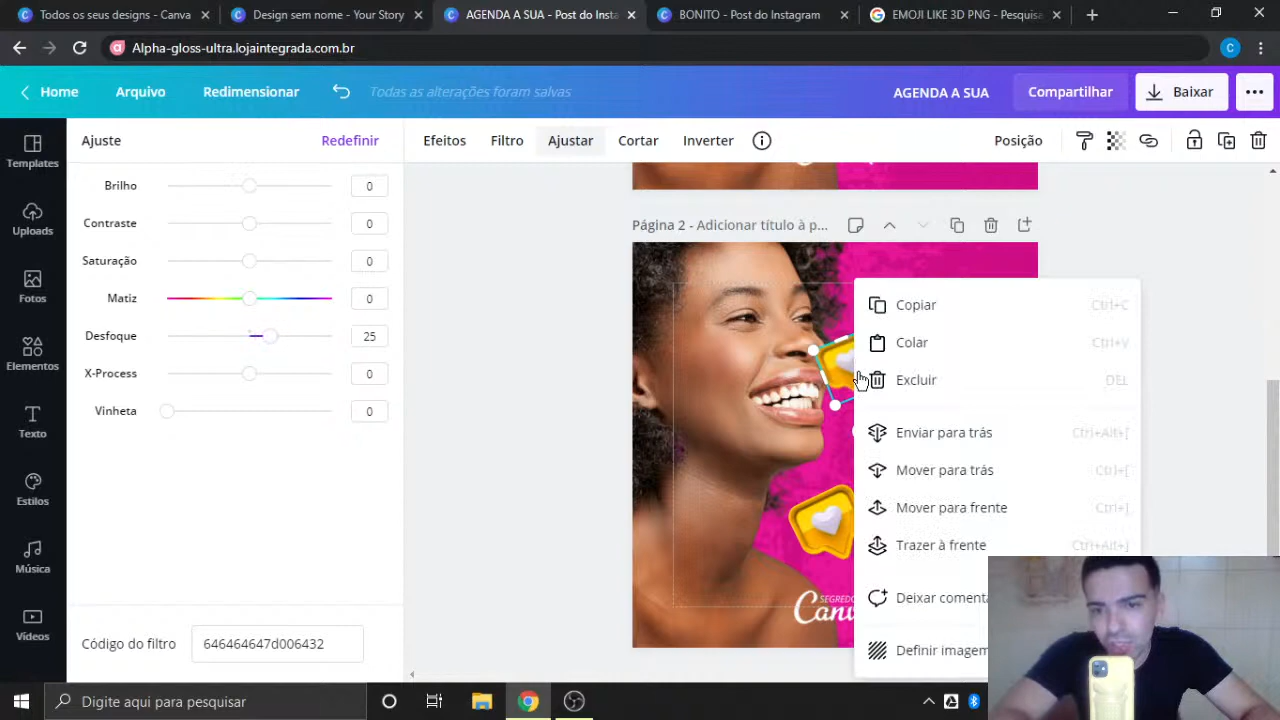 Todos os seus designs - Canva
Design sem nome - Your Story
AGENDA A SUA - Post do Insta
BONITO - Post do Instagram
EMOJI LIKE 3D PNG - Pesquisa
Alpha-gloss-ultra.lojaintegrada.com.br
C
Home
Arquivo
Redimensionar
Todas as alterações foram salvas
AGENDA A SUA
Compartilhar
Baixar
Ajuste
Redefinir
Efeitos
Filtro
Ajustar
Cortar
Inverter
Posição
Templates
Uploads
Fotos
Elementos
Texto
Estilos
Música
Vídeos
Brilho 0
Contraste 0
Saturação 0
Matiz 0
Desfoque 25
X-Process 0
Vinheta 0
Código do filtro 646464647d006432
Página 2 - Adicionar título à p...
Copiar Ctrl+C
Colar Ctrl+V
Excluir DEL
Enviar para trás Ctrl+Alt+[
Mover para trás Ctrl+[
Mover para frente Ctrl+]
Trazer à frente Ctrl+Alt+]
Deixar comenta
Definir imagem
SEGREDO
Canv
Digite aqui para pesquisar